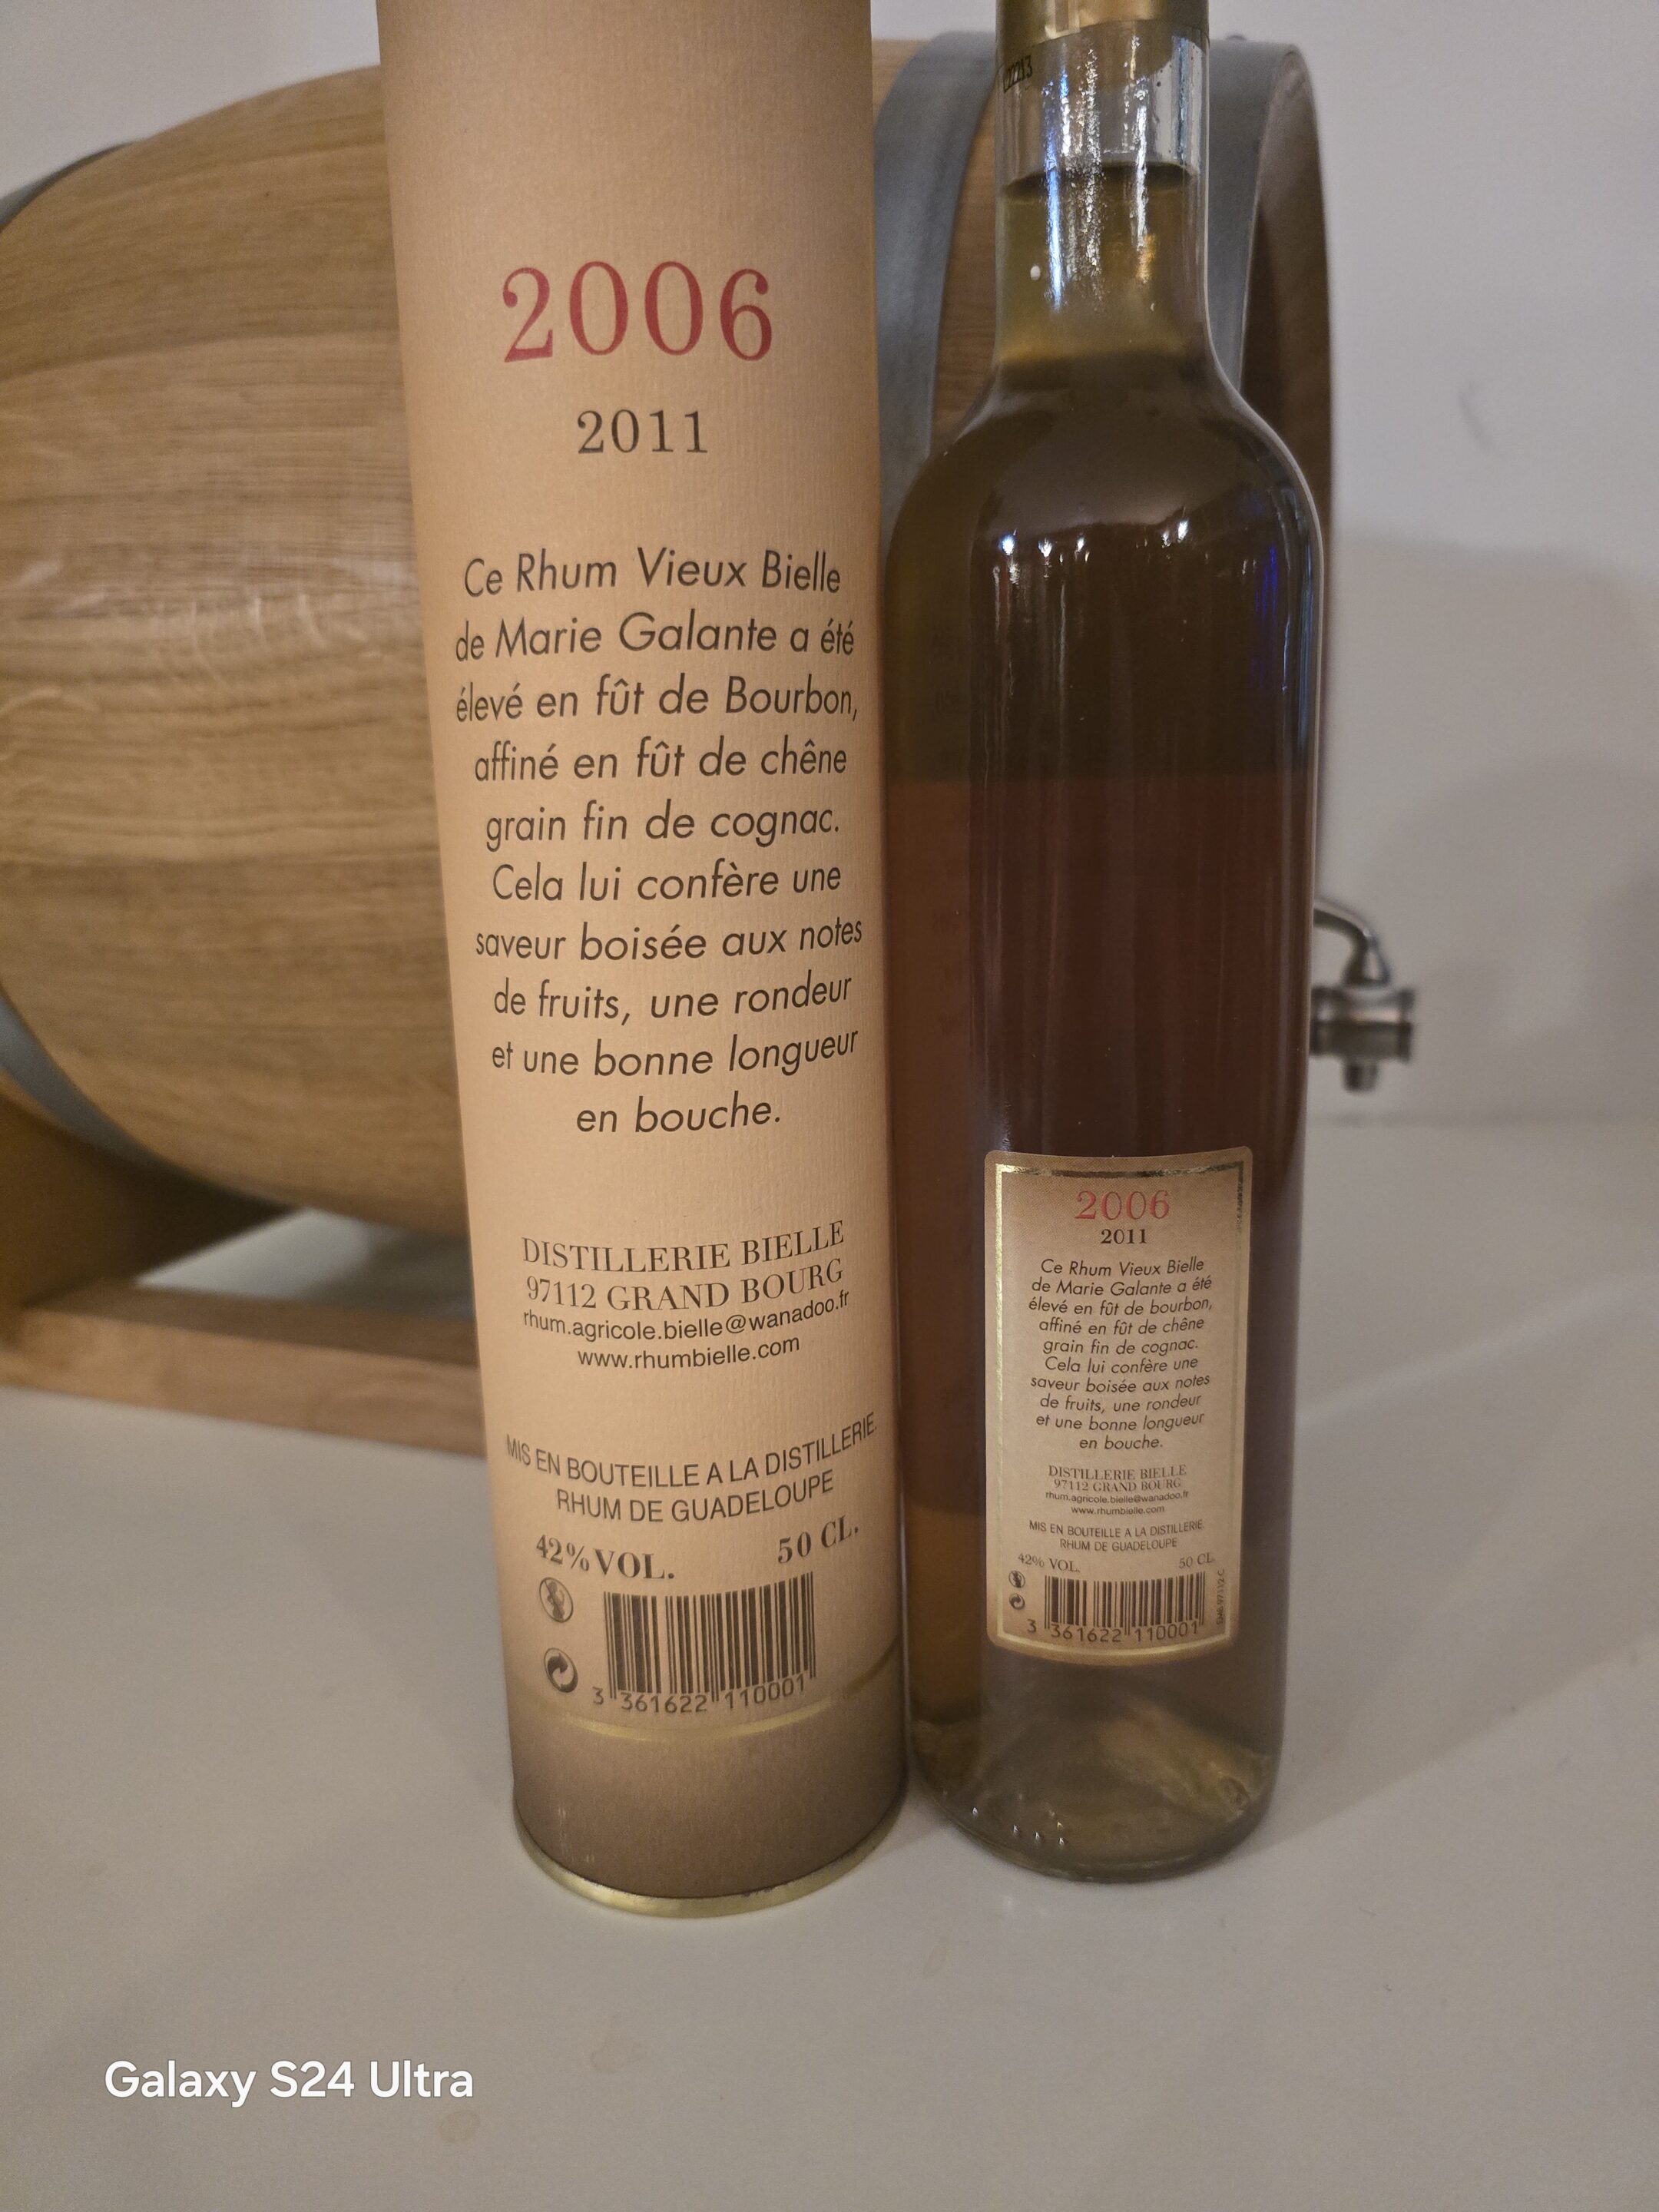 2006
2011
Ce Rhum Vieux Bielle
de Marie Galante a été
élevé en fût de Bourbon,
affiné en fût de chêne
grain fin de cognac.
Cela lui confère une
saveur boisée aux notes
de fruits, une rondeur
et une bonne longueur
en bouche.
DISTILLERIE BIELLE
97112 GRAND BOURG
rhum.agricole.bielle@wanadoo.fr
www.rhumbielle.com
MIS EN BOUTEILLE A LA DISTILLERIE.
RHUM DE GUADELOUPE
42% VOL. 50 CL.
3 361622 110001
2006
2011
Ce Rhum Vieux Bielle
de Marie Galante a été
élevé en fût de bourbon,
affiné en fût de chêne
grain fin de cognac.
Cela lui confère une
saveur boisée aux notes
de fruits, une rondeur
et une bonne longueur
en bouche.
DISTILLERIE BIELLE
97112 GRAND BOURG
rhum.agricole.bielle@wanadoo.fr
www.rhumbielle.com
MIS EN BOUTEILLE A LA DISTILLERIE
RHUM DE GUADELOUPE
42% VOL. 50 CL.
3 361622 110001
Galaxy S24 Ultra